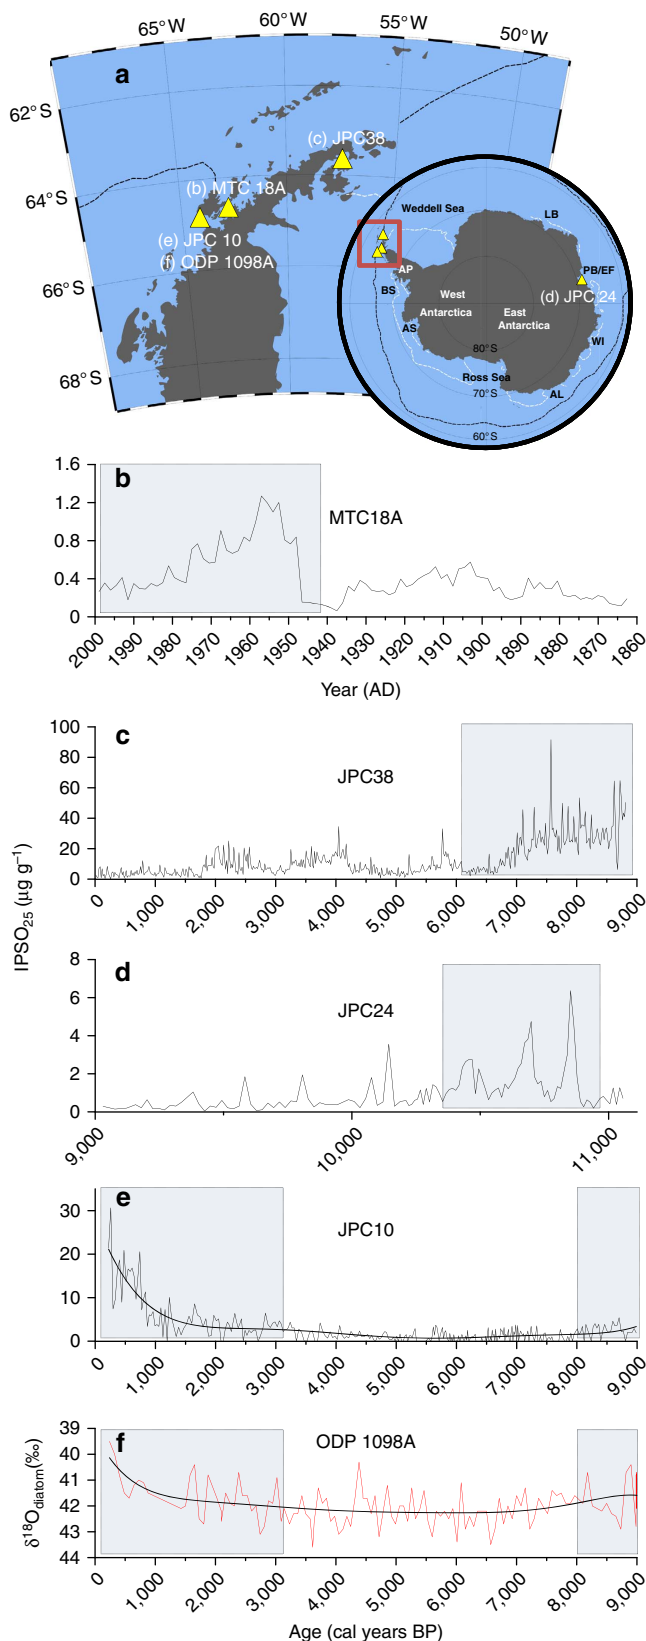 65°W
60°W
55°W
50°W
a
62°S
64°S
66°S
68°S
(c) JPC38
(b) MTC 18A
(e) JPC 10
(f) ODP 1098A
Weddell Sea
LB
PB/EF
(d) JPC 24
AP
BS
West
Antarctica
East
Antarctica
AS
WI
80°S
Ross Sea
70°S
AL
60°S
b
MTC18A
1.6
1.2
0.8
0.4
0
2000 1990 1980 1970 1960 1950 1940 1930 1920 1910 1900 1890 1880 1870 1860
Year (AD)
IPSO25 (µg g–1)
c
JPC38
100
80
60
40
20
0
0 1,000 2,000 3,000 4,000 5,000 6,000 7,000 8,000 9,000
d
JPC24
8
6
4
2
0
9,000 10,000 11,000
e
JPC10
30
20
10
0
0 1,000 2,000 3,000 4,000 5,000 6,000 7,000 8,000 9,000
f
ODP 1098A
δ18Odiatom(‰)
39
40
41
42
43
44
0 1,000 2,000 3,000 4,000 5,000 6,000 7,000 8,000 9,000
Age (cal years BP)